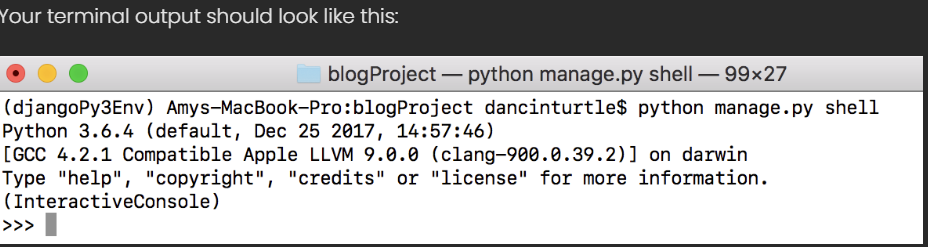 Your terminal output should look like this:
blogProject — python manage.py shell — 99×27
(djangoPy3Env) Amys-MacBook-Pro:blogProject dancinturtle$ python manage.py shell
Python 3.6.4 (default, Dec 25 2017, 14:57:46)
[GCC 4.2.1 Compatible Apple LLVM 9.0.0 (clang-900.0.39.2)] on darwin
Type "help", "copyright", "credits" or "license" for more information.
(InteractiveConsole)
>>>